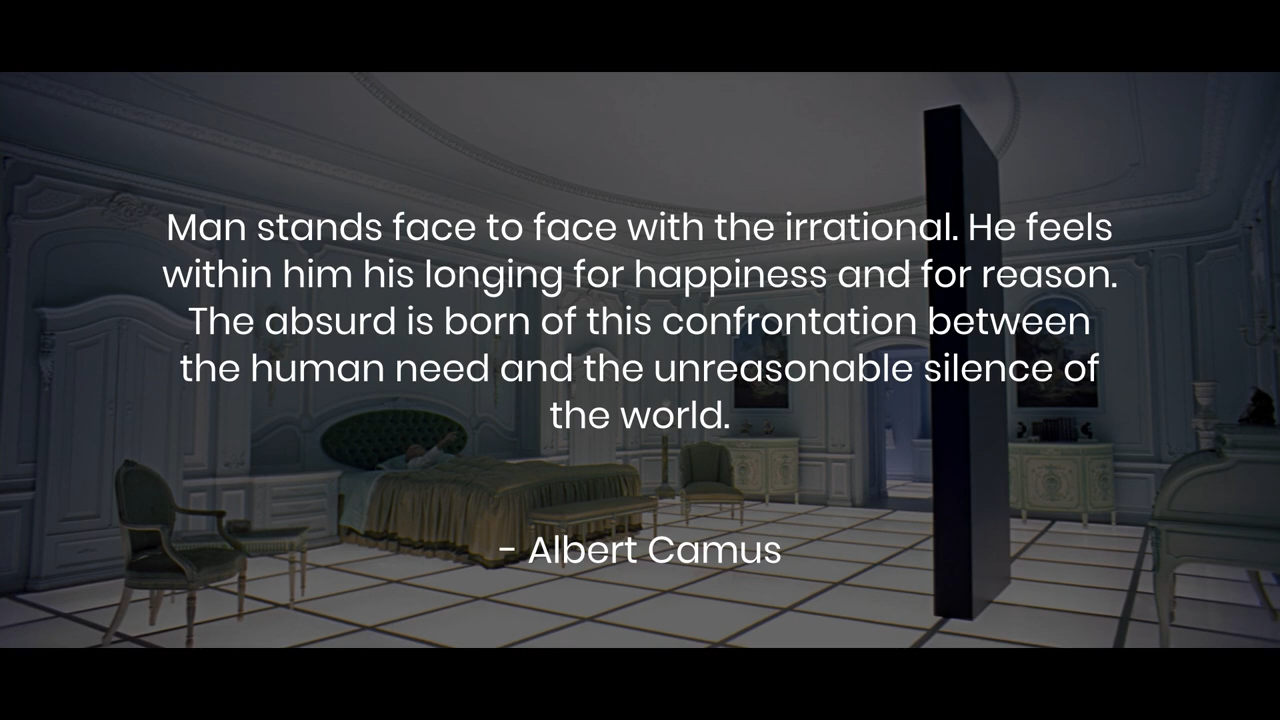 Man stands face to face with the irrational. He feels
within him his longing for happiness and for reason.
The absurd is born of this confrontation between
the human need and the unreasonable silence of
the world.
- Albert Camus